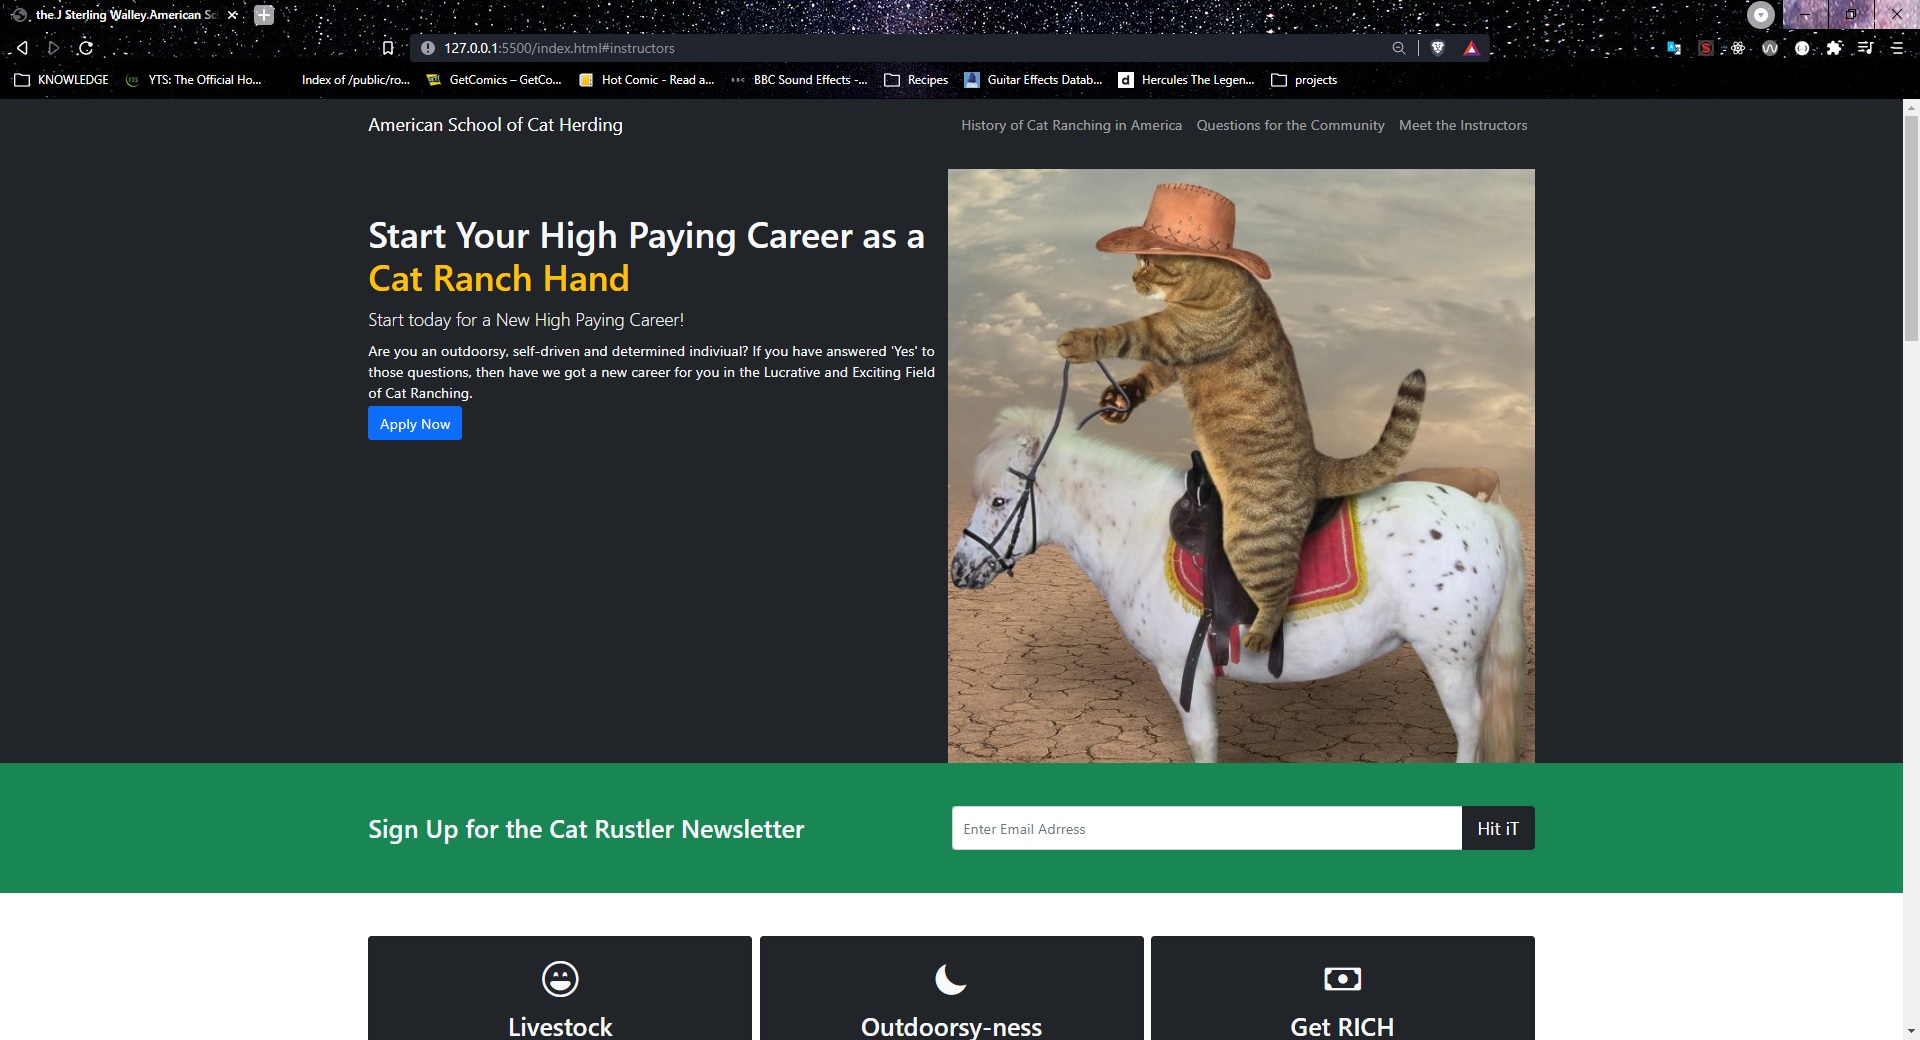 the.J Sterling Walley.American Sc
127.0.0.1:5500/index.html#instructors
KNOWLEDGE YTS: The Official Ho... Index of /public/ro... GetComics – GetCo... Hot Comic - Read a... BBC Sound Effects -... Recipes Guitar Effects Datab... Hercules The Legen... projects
American School of Cat Herding History of Cat Ranching in America Questions for the Community Meet the Instructors
Start Your High Paying Career as a
Cat Ranch Hand
Start today for a New High Paying Career!
Are you an outdoorsy, self-driven and determined indiviual? If you have answered 'Yes' to
those questions, then have we got a new career for you in the Lucrative and Exciting Field
of Cat Ranching.
Apply Now
Sign Up for the Cat Rustler Newsletter
Enter Email Adrress
Hit iT
Livestock
Outdoorsy-ness
Get RICH